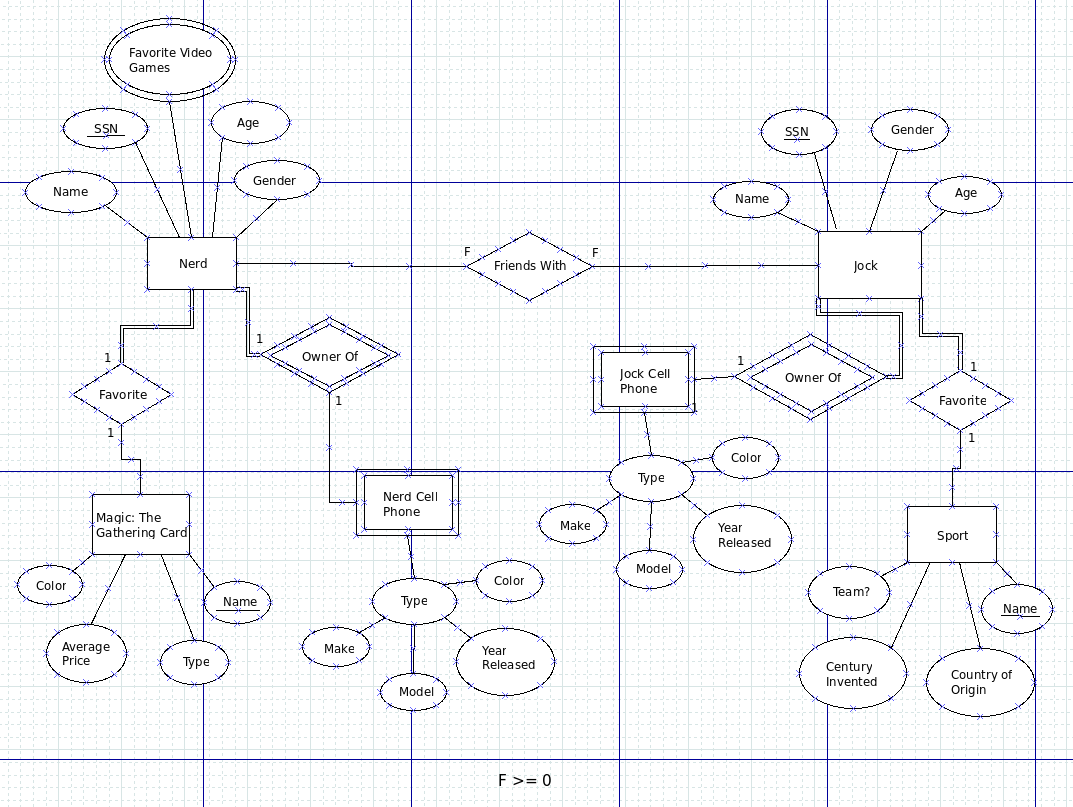 Favorite Video
Games
SSN
Age
Name
Gender
Nerd
SSN
Gender
Name
Age
Jock
F
Friends With
F
1
Owner Of
1
1
Favorite
1
Jock Cell
Phone
1
1
Owner Of
1
Favorite
1
Magic: The
Gathering Card
Nerd Cell
Phone
Type
Color
Make
Year
Released
Model
Sport
Color
Name
Average
Price
Type
Type
Color
Make
Year
Released
Model
Team?
Name
Century
Invented
Country of
Origin
F >= 0